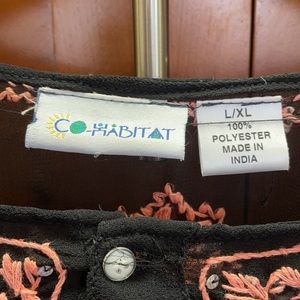 CO-HABITAT
L/XL
100%
POLYESTER
MADE IN
INDIA